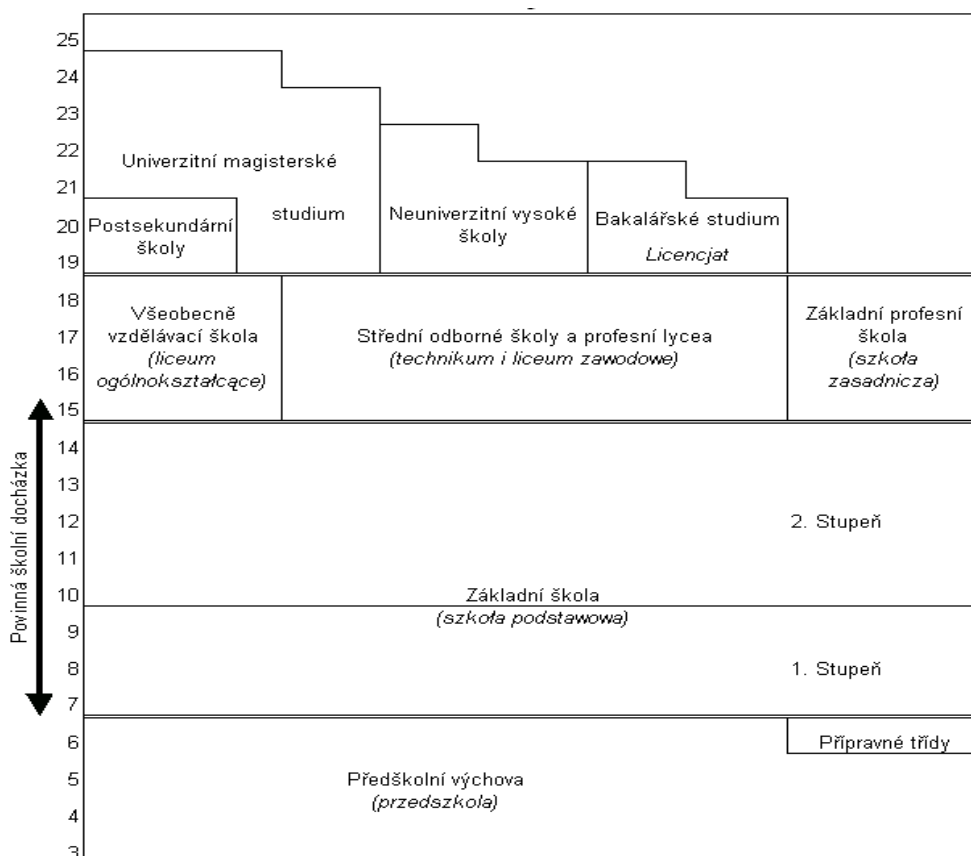 25
24
23
22
21
20
19
Univerzitní magisterské
studium
Postsekundární
školy
Neuniverzitní vysoké
školy
Bakalářské studium
Licencjat
18
17
16
15
Všeobecně
vzdělávací škola
(liceum
ogólnokształcące)
Střední odborné školy a profesní lycea
(technikum i liceum zawodowe)
Základní profesní
škola
(szkoła
zasadnicza)
Povinná školní docházka
14
13
12
11
10
9
8
7
2. Stupeň
Základní škola
(szkoła podstawowa)
1. Stupeň
6
5
4
3
Přípravné třídy
Předškolní výchova
(przedszkola)